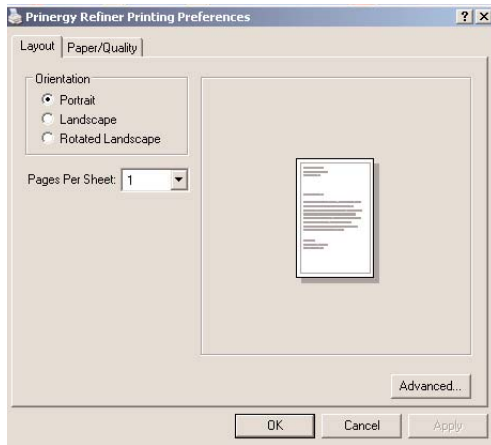 Prinergy Refiner Printing Preferences
Layout
Paper/Quality
Orientation
Portrait
Landscape
Rotated Landscape
Pages Per Sheet: 1
Advanced...
OK
Cancel
Apply